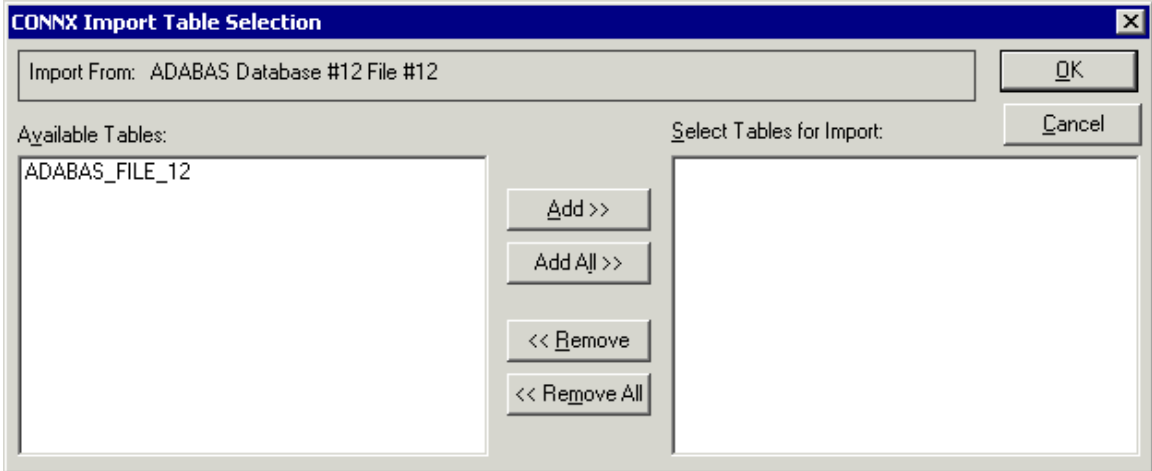 CONNX Import Table Selection
Import From: ADABAS Database #12 File #12
OK
Cancel
Available Tables:
Select Tables for Import:
ADABAS_FILE_12
Add >>
Add All >>
<< Remove
<< Remove All